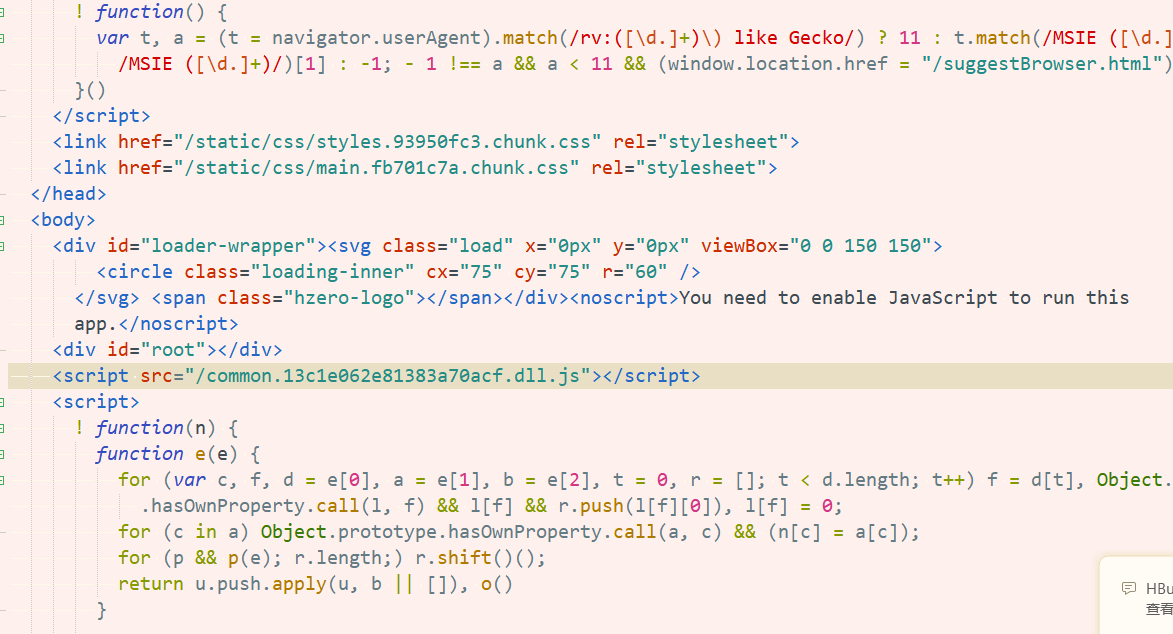 ! function() {
var t, a = (t = navigator.userAgent).match(/rv:([\d.]+)\) like Gecko/) ? 11 : t.match(/MSIE ([\d.]
/MSIE ([\d.]+)/)[1] : -1; - 1 !== a && a < 11 && (window.location.href = "/suggestBrowser.html")
}()
</script>
<link href="/static/css/styles.93950fc3.chunk.css" rel="stylesheet">
<link href="/static/css/main.fb701c7a.chunk.css" rel="stylesheet">
</head>
<body>
<div id="loader-wrapper"><svg class="load" x="0px" y="0px" viewBox="0 0 150 150">
<circle class="loading-inner" cx="75" cy="75" r="60" />
</svg> <span class="hzero-logo"></span></div><noscript>You need to enable JavaScript to run this
app.</noscript>
<div id="root"></div>
<script src="/common.13c1e062e81383a70acf.dll.js"></script>
<script>
! function(n) {
function e(e) {
for (var c, f, d = e[0], a = e[1], b = e[2], t = 0, r = []; t < d.length; t++) f = d[t], Object.
.hasOwnProperty.call(l, f) && l[f] && r.push(l[f][0]), l[f] = 0;
for (c in a) Object.prototype.hasOwnProperty.call(a, c) && (n[c] = a[c]);
for (p && p(e); r.length;) r.shift()();
return u.push.apply(u, b || []), o()
}
HBu
查看